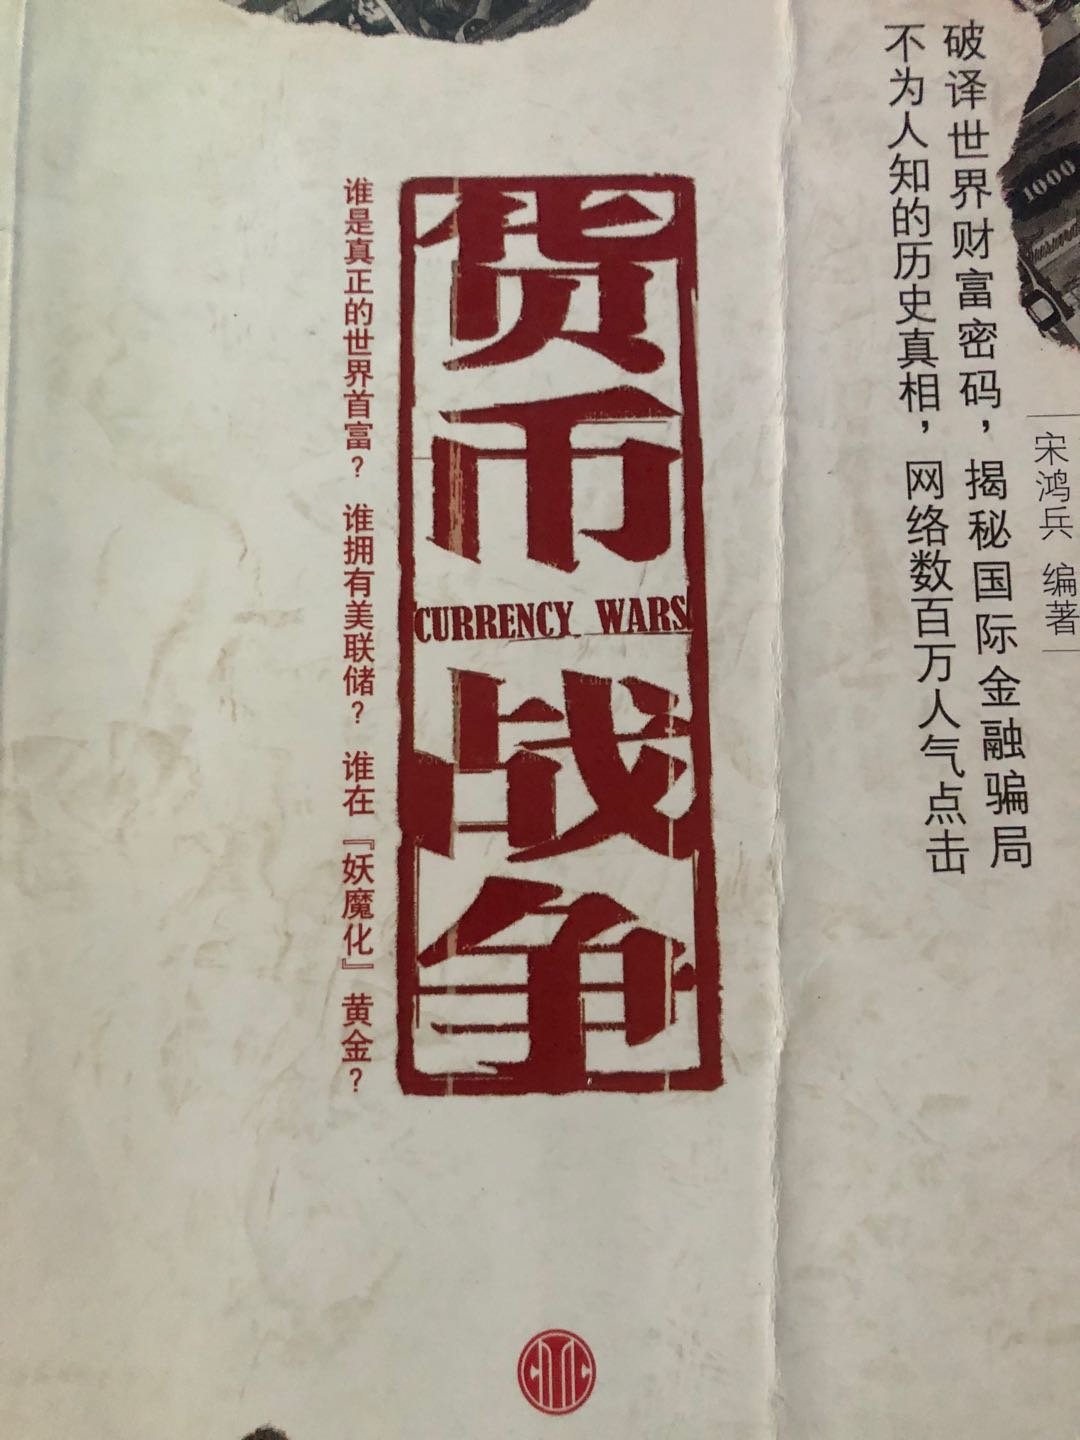 宋鸿兵 编著
破译世界财富密码，揭秘国际金融骗局
不为人知的历史真相，网络数百万人气点击
货币
CURRENCY WARS
战争
谁是真正的世界首富？ 谁拥有美联储？ 谁在『妖魔化』黄金？
1000